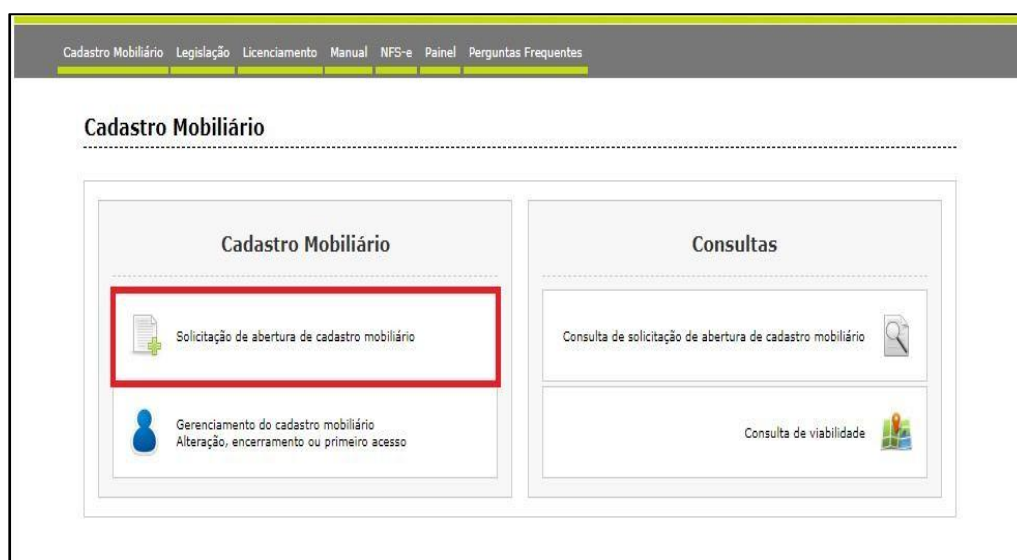 Cadastro Mobiliário Legislação Licenciamento Manual NFS-e Painel Perguntas Frequentes
Cadastro Mobiliário
Cadastro Mobiliário
Solicitação de abertura de cadastro mobiliário
Gerenciamento do cadastro mobiliário
Alteração, encerramento ou primeiro acesso
Consultas
Consulta de solicitação de abertura de cadastro mobiliário
Consulta de viabilidade